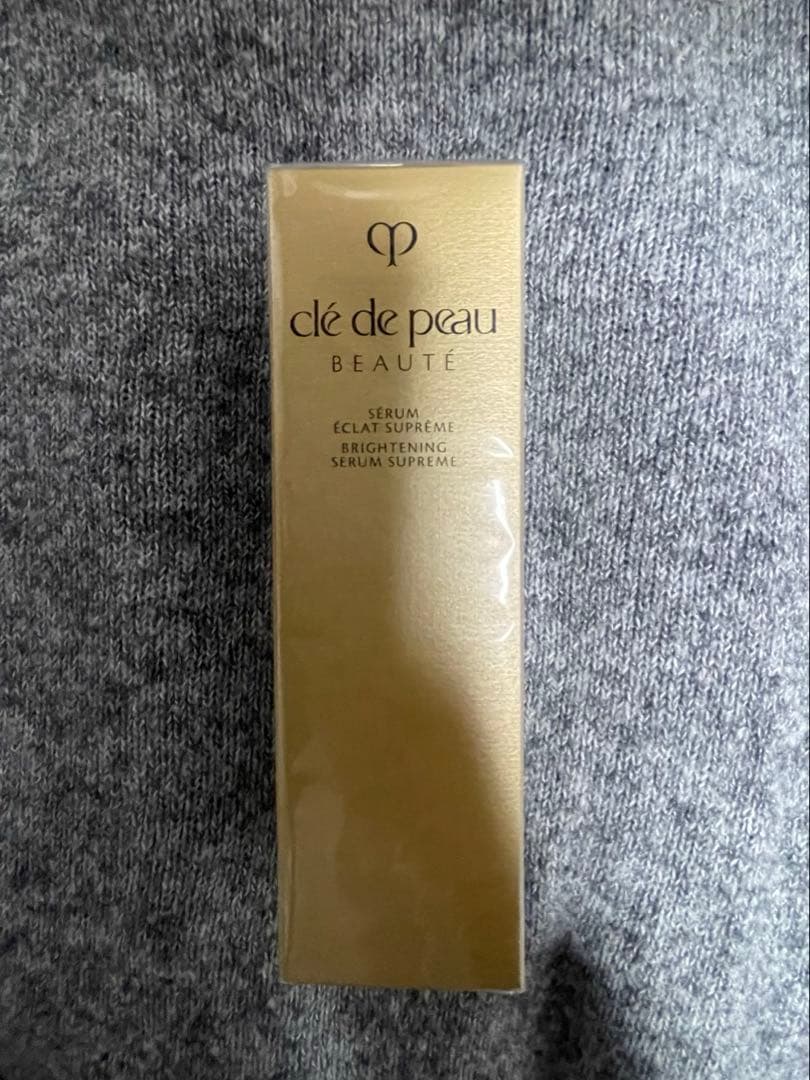 clé de peau
BEAUTÉ
SÉRUM
ÉCLAT SUPRÊME
BRIGHTENING
SERUM SUPREME